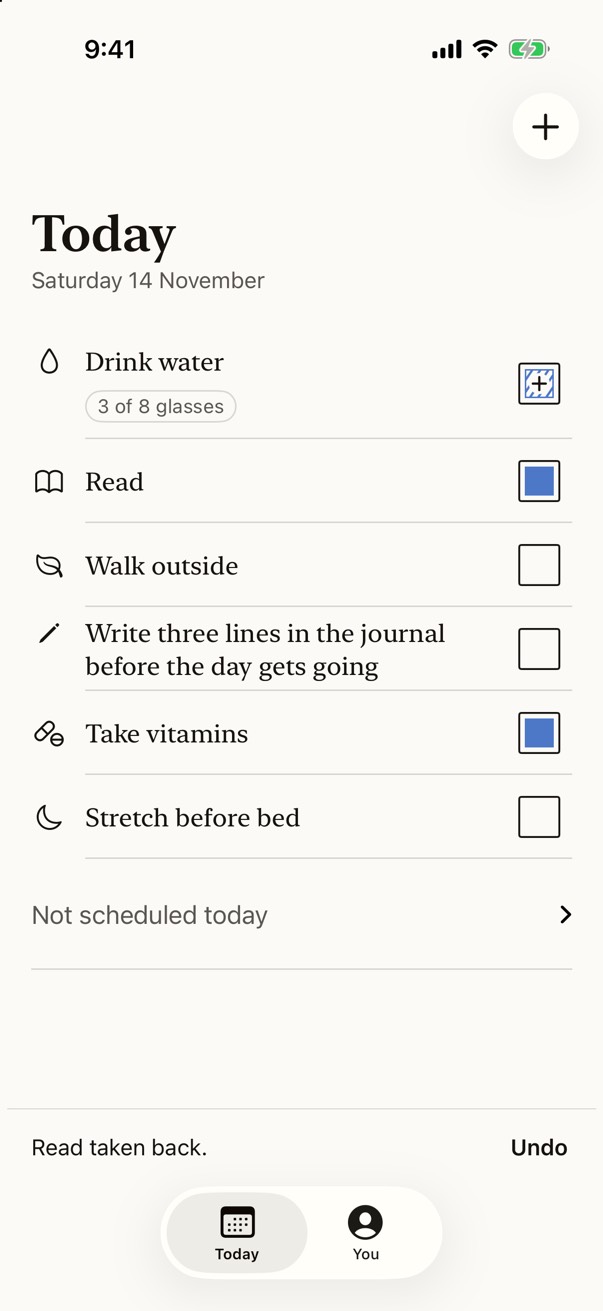 9:41
Today
Saturday 14 November
Drink water
3 of 8 glasses
Read
Walk outside
Write three lines in the journal
before the day gets going
Take vitamins
Stretch before bed
Not scheduled today
Read taken back.
Undo
Today
You